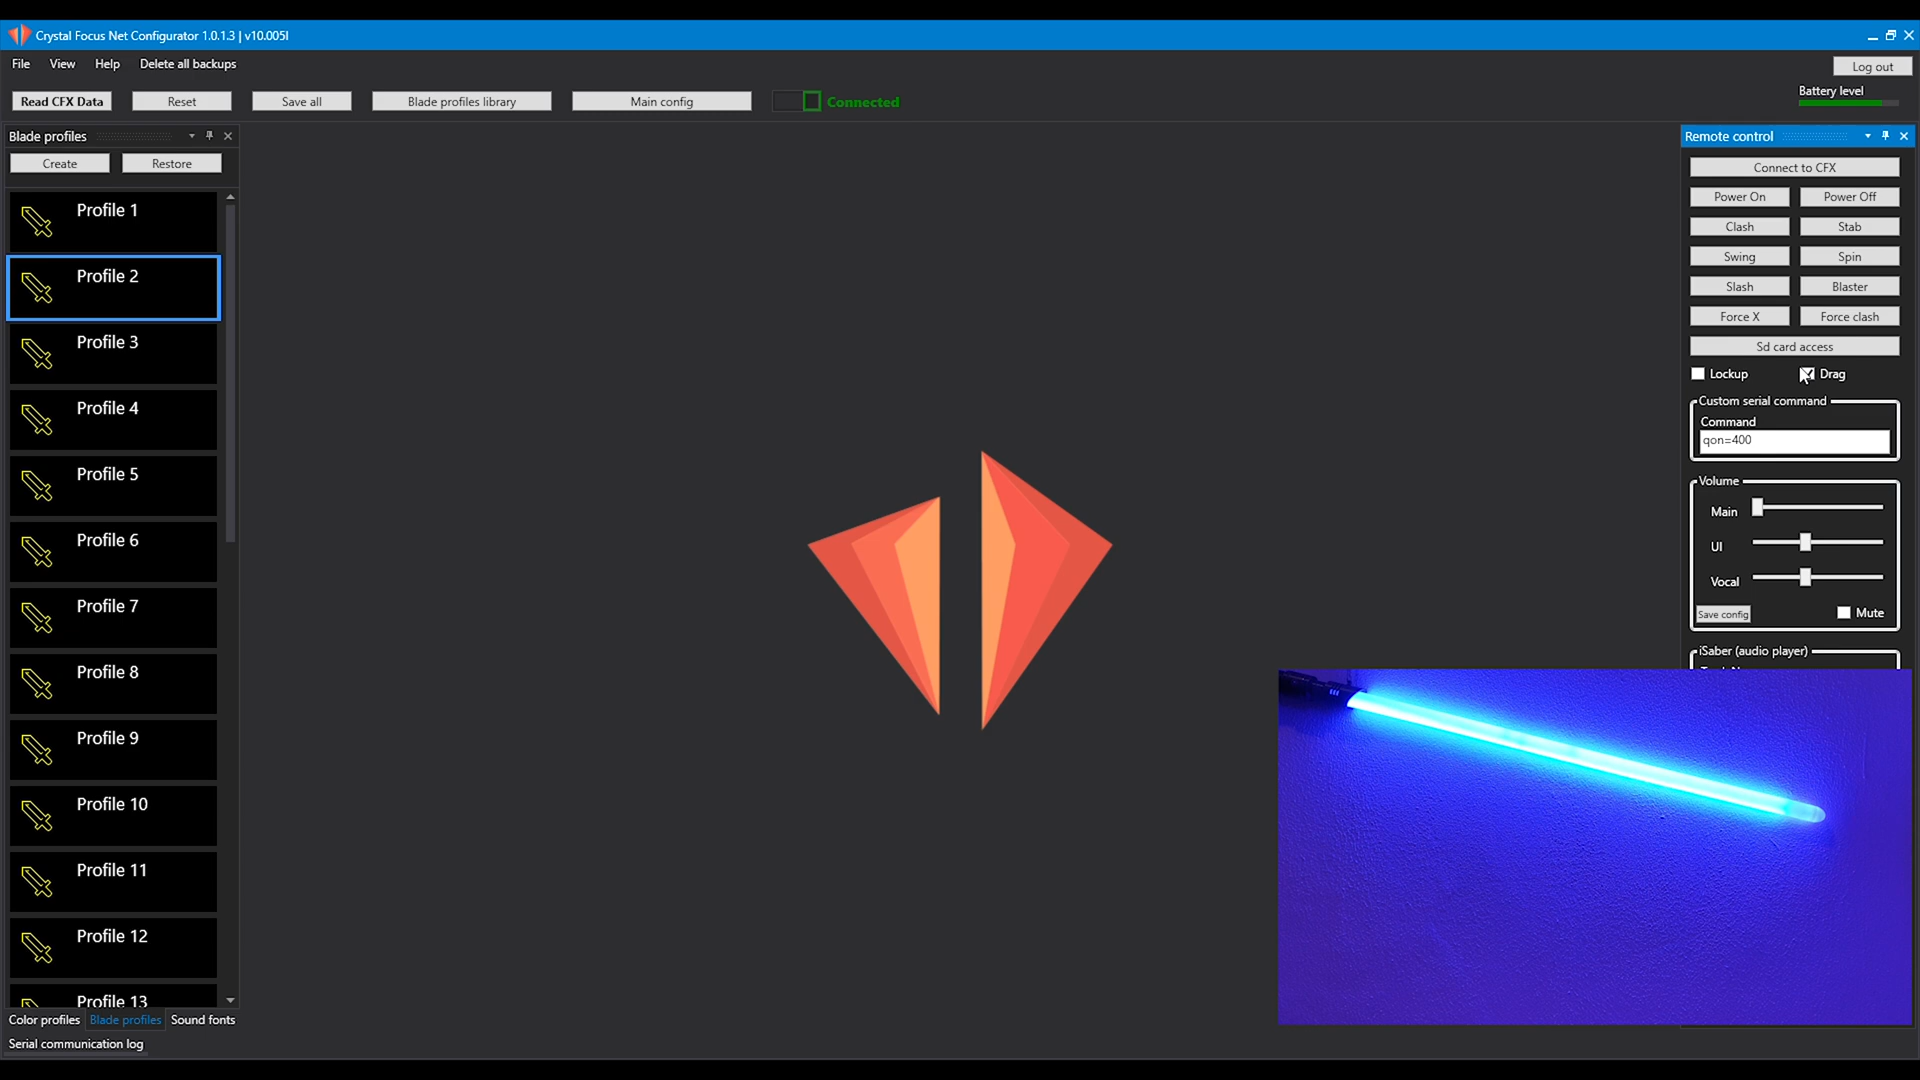 Crystal Focus Net Configurator 1.0.1.3 | v10.005l
File View Help Delete all backups
Log out
Read CFX Data Reset Save all Blade profiles library Main config Connected
Battery level
Blade profiles
Create Restore
Profile 1
Profile 2
Profile 3
Profile 4
Profile 5
Profile 6
Profile 7
Profile 8
Profile 9
Profile 10
Profile 11
Profile 12
Profile 13
Color profiles Blade profiles Sound fonts
Serial communication log
Remote control
Connect to CFX
Power On Power Off
Clash Stab
Swing Spin
Slash Blaster
Force X Force clash
Sd card access
Lockup Drag
Custom serial command
Command
qon=400
Volume
Main
UI
Vocal
Save config Mute
iSaber (audio player)